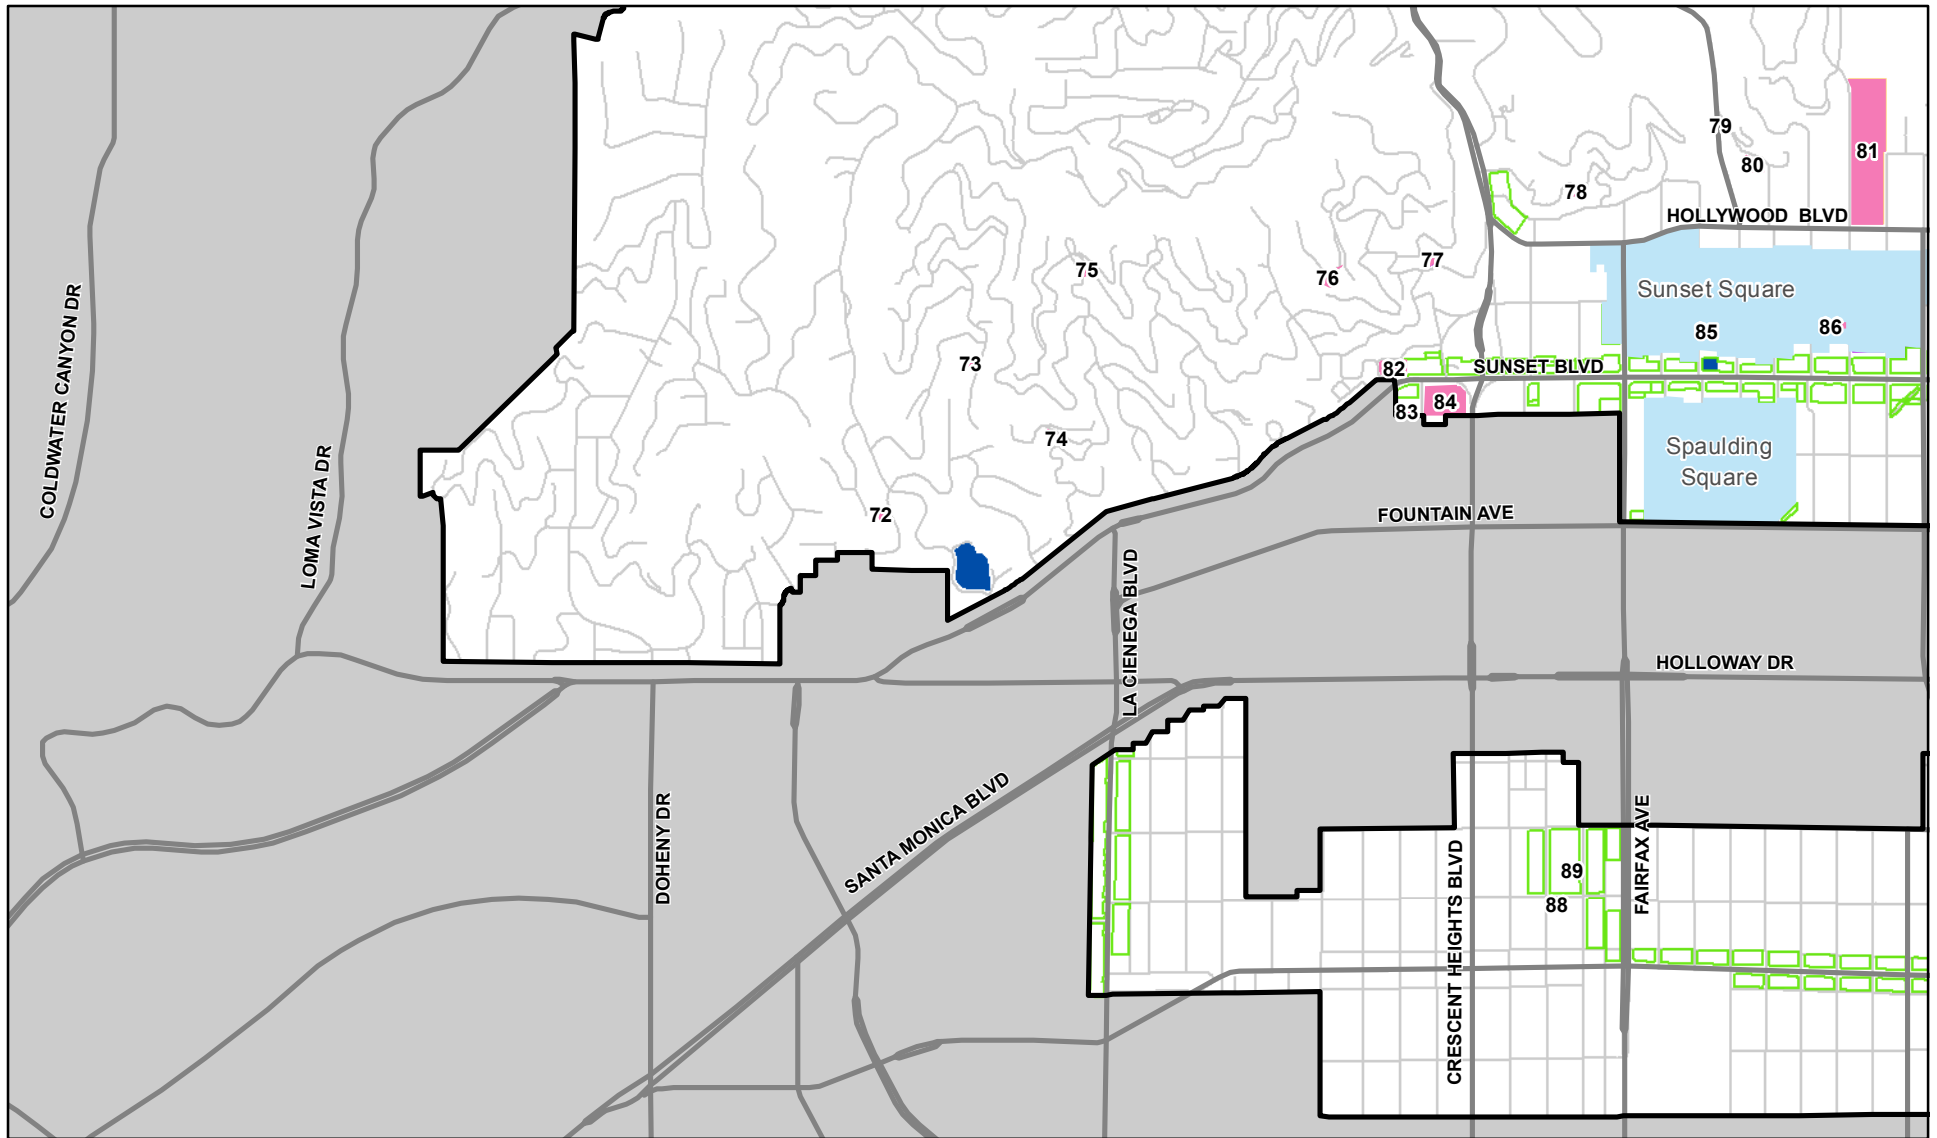 79
80
81
78
HOLLYWOOD BLVD
77
75
76
Sunset Square
COLDWATER CANYON DR
86
85
73
82
SUNSET BLVD
84
83
74
Spaulding
Square
LOMA VISTA DR
72
FOUNTAIN AVE
LA CIENEGA BLVD
HOLLOWAY DR
DOHENY DR
SANTA MONICA BLVD
CRESCENT HEIGHTS BLVD
FAIRFAX AVE
89
88